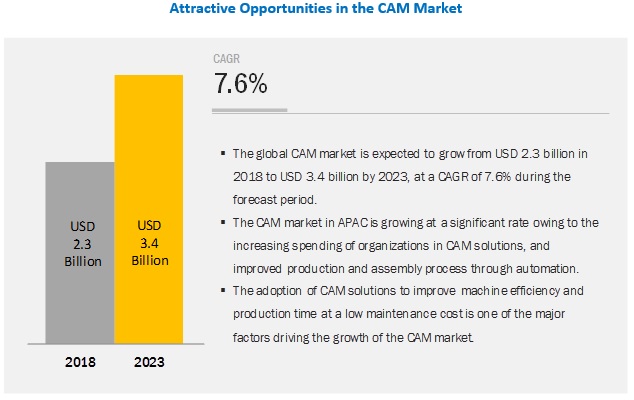 Attractive Opportunities in the CAM Market
CAGR
7.6%
▪ The global CAM market is expected to grow from USD 2.3 billion in
2018 to USD 3.4 billion by 2023, at a CAGR of 7.6% during the
forecast period.
▪ The CAM market in APAC is growing at a significant rate owing to the
increasing spending of organizations in CAM solutions, and
improved production and assembly process through automation.
▪ The adoption of CAM solutions to improve machine efficiency and
production time at a low maintenance cost is one of the major
factors driving the growth of the CAM market.
USD
2.3
Billion
USD
3.4
Billion
2018
2023